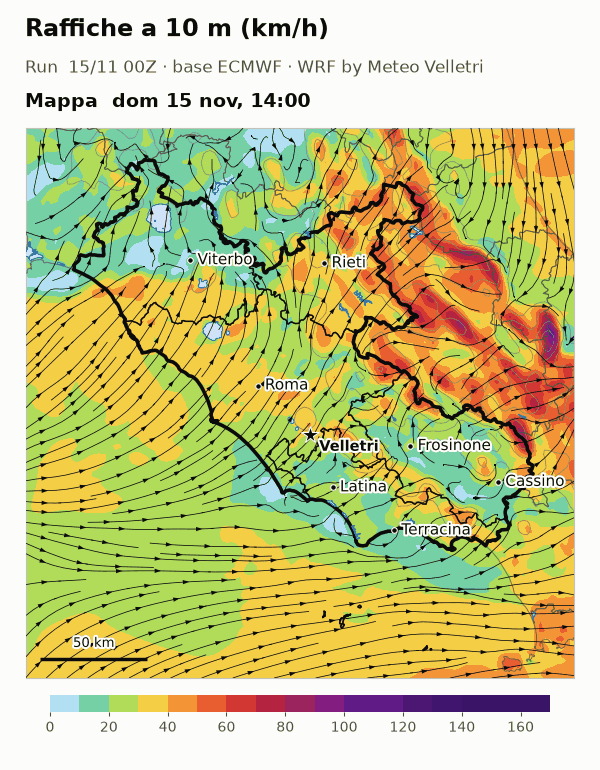 Raffiche a 10 m (km/h)
Run 15/11 00Z · base ECMWF · WRF by Meteo Velletri
Mappa dom 15 nov, 14:00
Viterbo
Rieti
Roma
Velletri
Frosinone
Latina
Cassino
Terracina
50 km
0 20 40 60 80 100 120 140 160